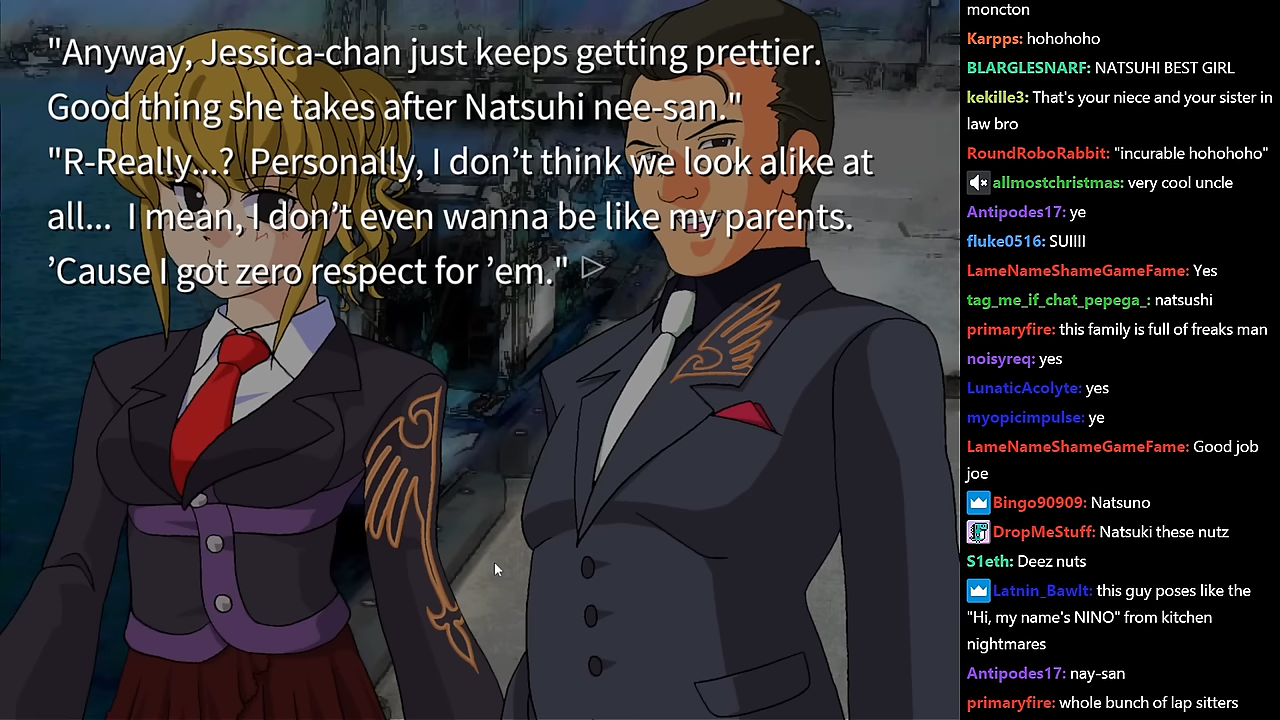 "Anyway, Jessica-chan just keeps getting prettier.
Good thing she takes after Natsuhi nee-san."
"R-Really...?  Personally, I don’t think we look alike at
all...  I mean, I don’t even wanna be like my parents.
’Cause I got zero respect for ’em."
moncton
Karpps: hohohoho
BLARGLESNARF: NATSUHI BEST GIRL
kekille3: That's your niece and your sister in
law bro
RoundRoboRabbit: "incurable hohohoho"
allmostchristmas: very cool uncle
Antipodes17: ye
fluke0516: SUIIII
LameNameShameGameFame: Yes
tag_me_if_chat_pepega_: natsushi
primaryfire: this family is full of freaks man
noisyreq: yes
LunaticAcolyte: yes
myopicimpulse: ye
LameNameShameGameFame: Good job
joe
Bingo90909: Natsuno
DropMeStuff: Natsuki these nutz
S1eth: Deez nuts
Latnin_Bawlt: this guy poses like the
"Hi, my name's NINO" from kitchen
nightmares
Antipodes17: nay-san
primaryfire: whole bunch of lap sitters